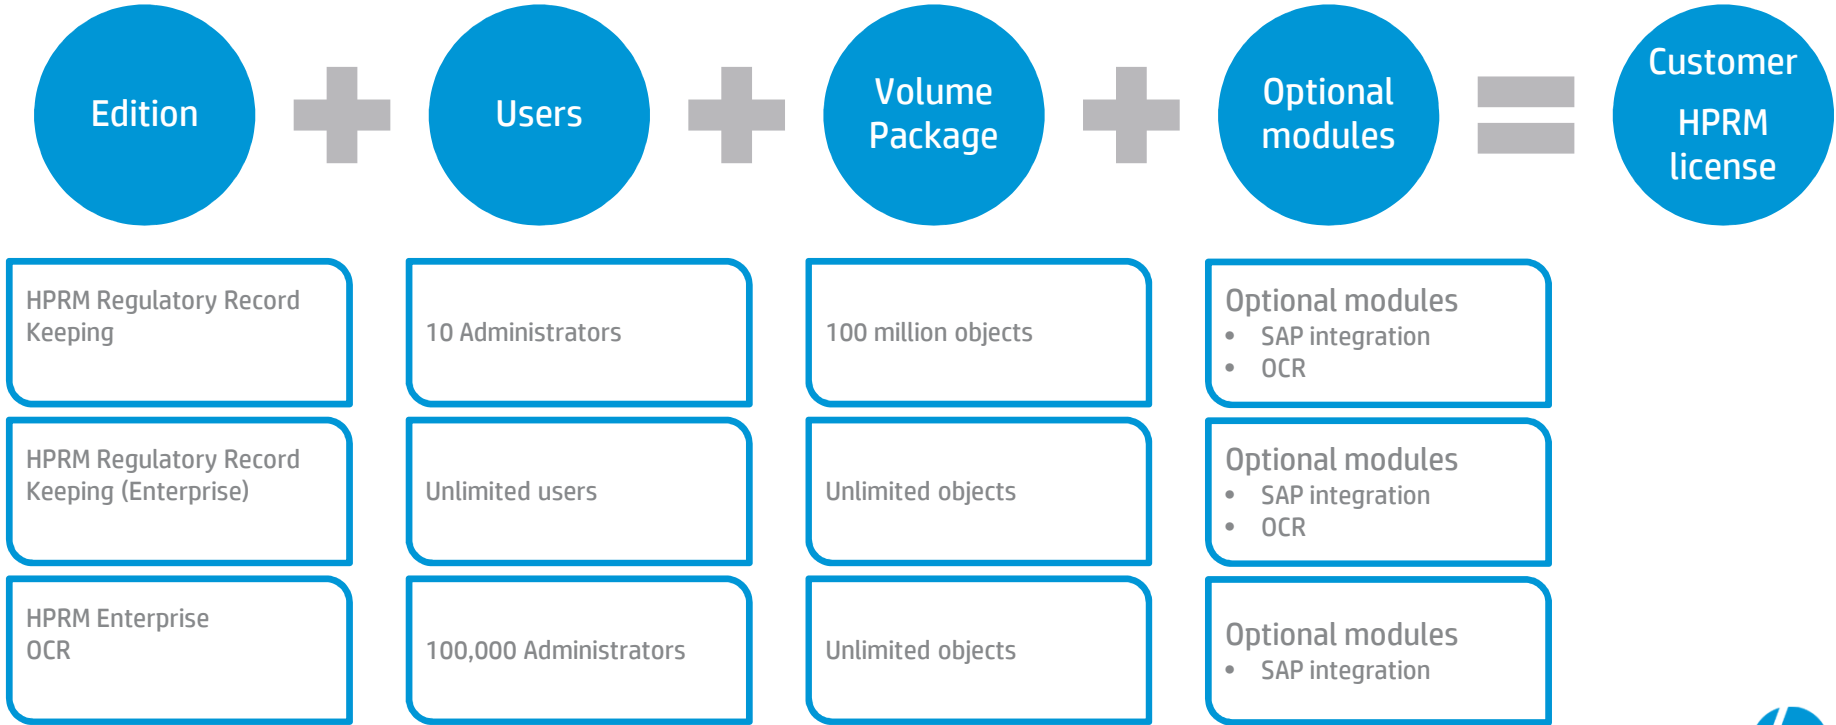 Edition
Users
Volume
Package
Optional
modules
Customer
HPRM
license
HPRM Regulatory Record
Keeping
10 Administrators
100 million objects
Optional modules
• SAP integration
• OCR
HPRM Regulatory Record
Keeping (Enterprise)
Unlimited users
Unlimited objects
Optional modules
• SAP integration
• OCR
HPRM Enterprise
OCR
100,000 Administrators
Unlimited objects
Optional modules
• SAP integration